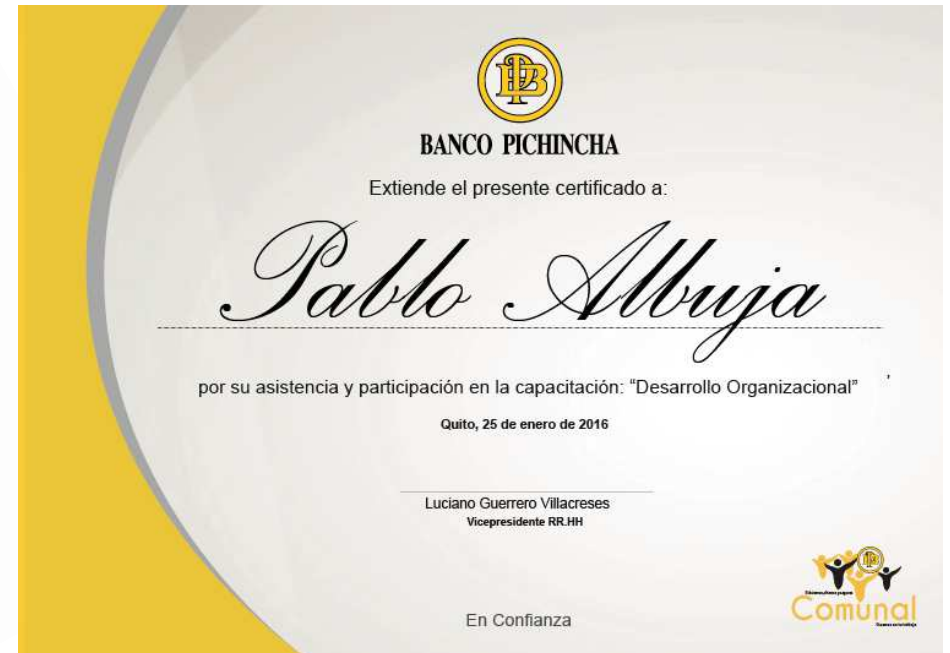 BANCO PICHINCHA
Extiende el presente certificado a:
Pablo Albuja
por su asistencia y participación en la capacitación: “Desarrollo Organizacional”
,
Quito, 25 de enero de 2016
Luciano Guerrero Villacreses
Vicepresidente RR.HH
En Confianza
Comunal